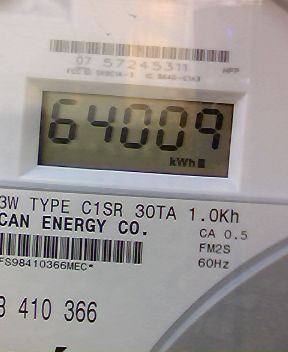 07 57245311
64009
kWh
3W TYPE C1SR 30TA 1.0Kh
CAN ENERGY CO.
CA 0.5
FM2S
FS98410366MEC*
60Hz
410 366